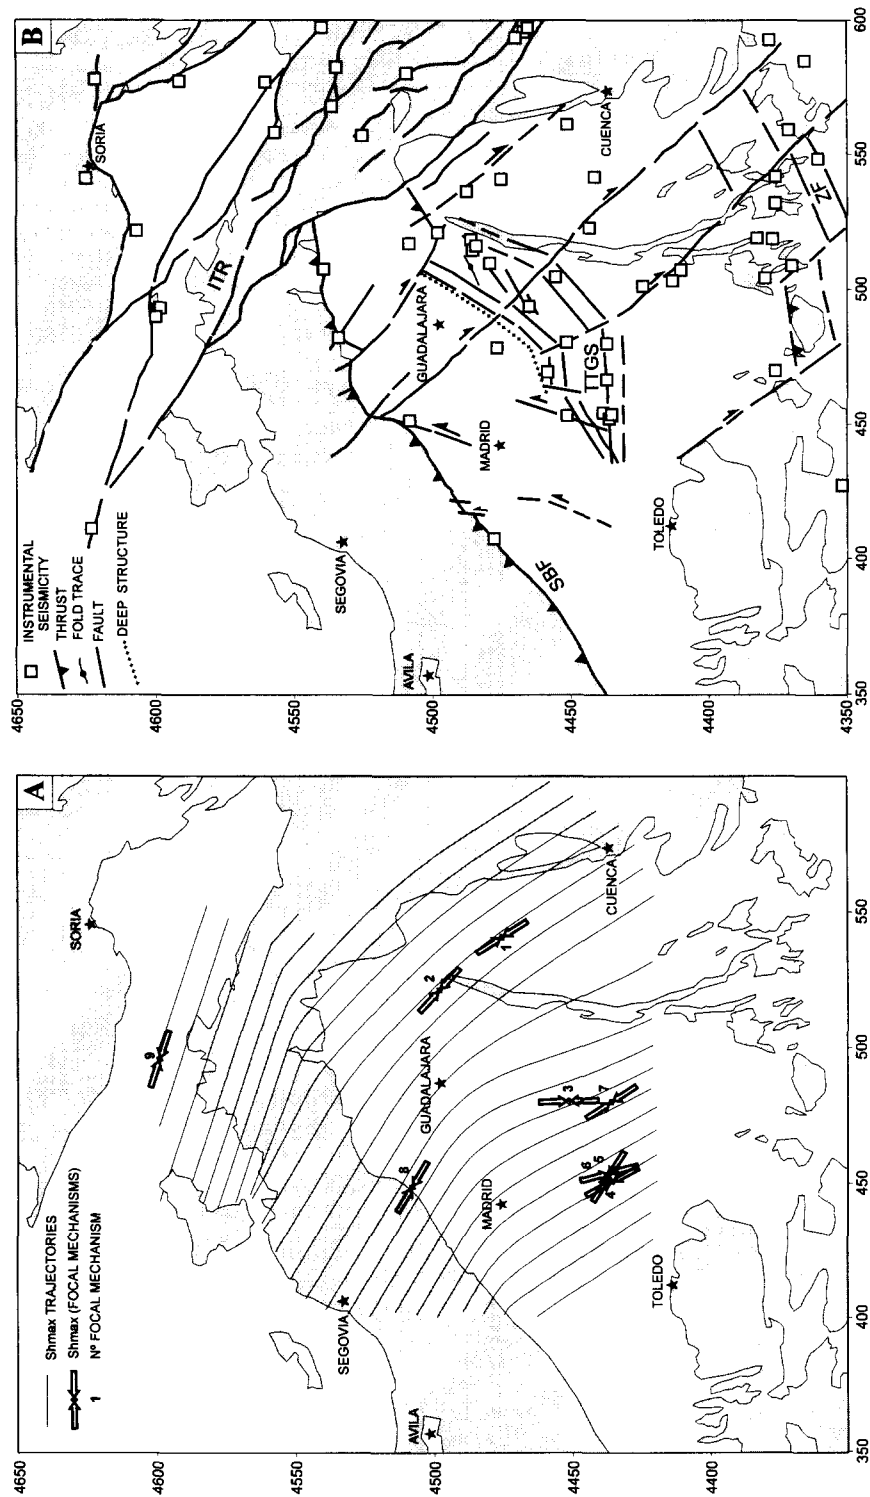 A
Shmax TRAJECTORIES
Shmax (FOCAL MECHANISMS)
1 Nº FOCAL MECHANISM
SORIA
SEGOVIA
AVILA
GUADALAJARA
MADRID
CUENCA
TOLEDO
9
8
2
1
3
7
6
5
4
4650
4600
4550
4500
4450
4400
350
400
450
500
550
B
INSTRUMENTAL
SEISMICITY
THRUST
FOLD TRACE
FAULT
DEEP STRUCTURE
SORIA
ITR
SEGOVIA
AVILA
GUADALAJARA
MADRID
CUENCA
TGS
SBF
TOLEDO
ZF
4650
4600
4550
4500
4450
4400
4350
350
400
450
500
550
600